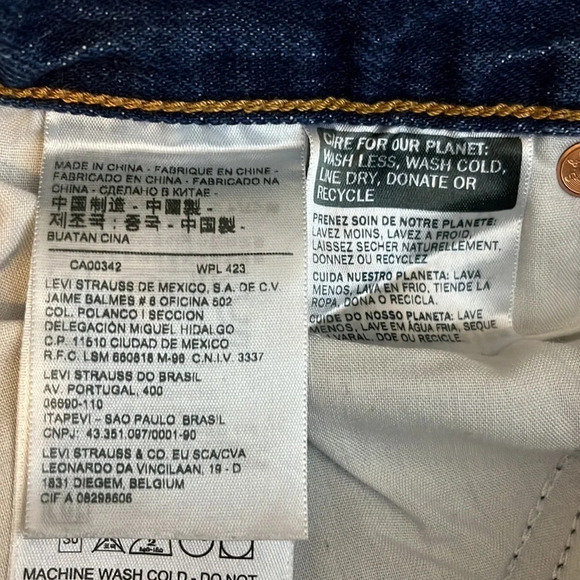 MADE IN CHINA - FABRIQUE EN CHINE -
FABRICADO EN CHINA - FABRICADO NA
CHINA - СДЕЛАНО В КИТАЕ -
中国制造 - 中國製 -
제조국: 중국 - 中国製 -
BUATAN CINA
CA00342 WPL 423
LEVI STRAUSS DE MEXICO, S.A. DE C.V.
JAIME BALMES # 8 OFICINA 502
COL. POLANCO I SECCION
DELEGACIÓN MIGUEL HIDALGO
C.P. 11510 CIUDAD DE MEXICO
R.F.C. LSM 660818 M-96 C.N.I.V. 3337
LEVI STRAUSS DO BRASIL
AV. PORTUGAL, 400
06690-110
ITAPEVI - SAO PAULO BRASIL
CNPJ: 43.351.097/0001-90
LEVI STRAUSS & CO. EU SCA/CVA
LEONARDO DA VINCILAAN, 19 - D
1831 DIEGEM, BELGIUM
CIF A 08298606
30
MACHINE WASH COLD - DO NOT
CARE FOR OUR PLANET:
WASH LESS, WASH COLD,
LINE DRY, DONATE OR
RECYCLE
PRENEZ SOIN DE NOTRE PLANETE:
LAVEZ MOINS, LAVEZ A FROID,
LAISSEZ SECHER NATURELLEMENT,
DONNEZ OU RECYCLEZ
CUIDA NUESTRO PLANETA: LAVA
MENOS, LAVA EN FRIO, TIENDE LA
ROPA, DONA O RECICLA.
CUIDE DO NOSSO PLANETA: LAVE
MENOS, LAVE EM ÁGUA FRIA, SEQUE
VARAL, DOE OU RECICLE.